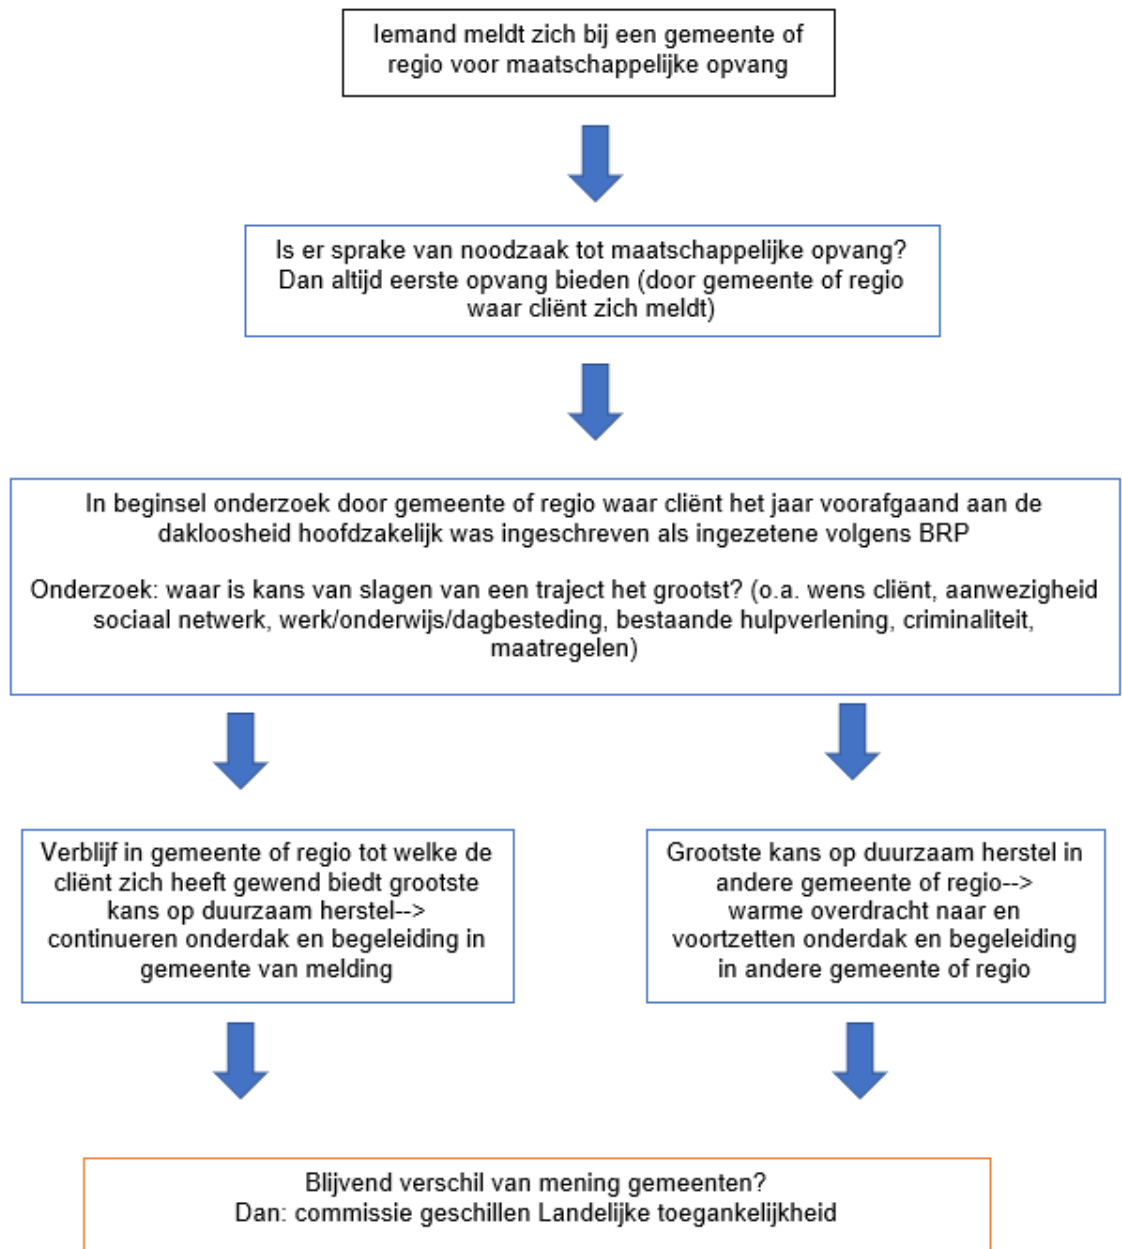 Iemand meldt zich bij een gemeente of
regio voor maatschappelijke opvang
Is er sprake van noodzaak tot maatschappelijke opvang?
Dan altijd eerste opvang bieden (door gemeente of regio
waar cliënt zich meldt)
In beginsel onderzoek door gemeente of regio waar cliënt het jaar voorafgaand aan de
dakloosheid hoofdzakelijk was ingeschreven als ingezetene volgens BRP
Onderzoek: waar is kans van slagen van een traject het grootst? (o.a. wens cliënt, aanwezigheid
sociaal netwerk, werk/onderwijs/dagbesteding, bestaande hulpverlening, criminaliteit,
maatregelen)
Verblijf in gemeente of regio tot welke de
cliënt zich heeft gewend biedt grootste
kans op duurzaam herstel-->
continueren onderdak en begeleiding in
gemeente van melding
Grootste kans op duurzaam herstel in
andere gemeente of regio-->
warme overdracht naar en
voortzetten onderdak en begeleiding
in andere gemeente of regio
Blijvend verschil van mening gemeenten?
Dan: commissie geschillen Landelijke toegankelijkheid